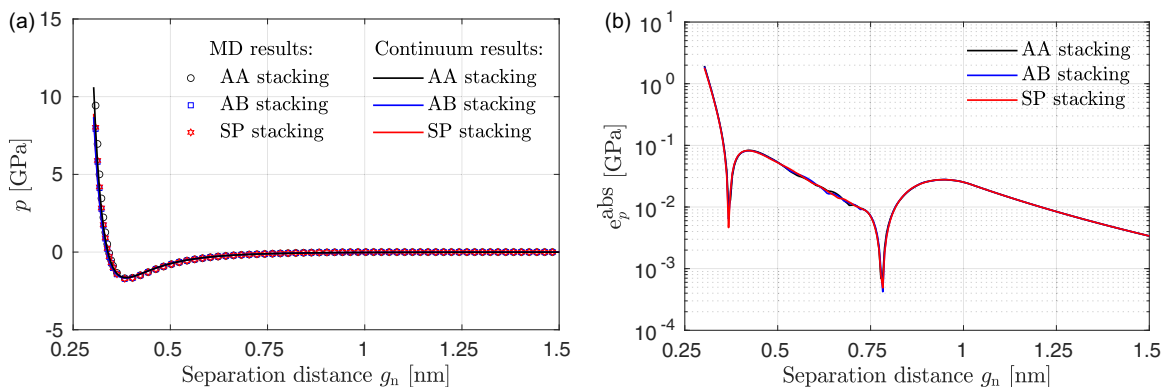 (a)
15
10
5
0
-5
p [GPa]
MD results:
Continuum results:
AA stacking
AA stacking
AB stacking
AB stacking
SP stacking
SP stacking
0.25
0.5
0.75
1
1.25
1.5
Separation distance gₙ [nm]
(b)
10¹
10⁰
10⁻¹
10⁻²
10⁻³
10⁻⁴
eₚᵃᵇˢ [GPa]
AA stacking
AB stacking
SP stacking
0.25
0.5
0.75
1
1.25
1.5
Separation distance gₙ [nm]